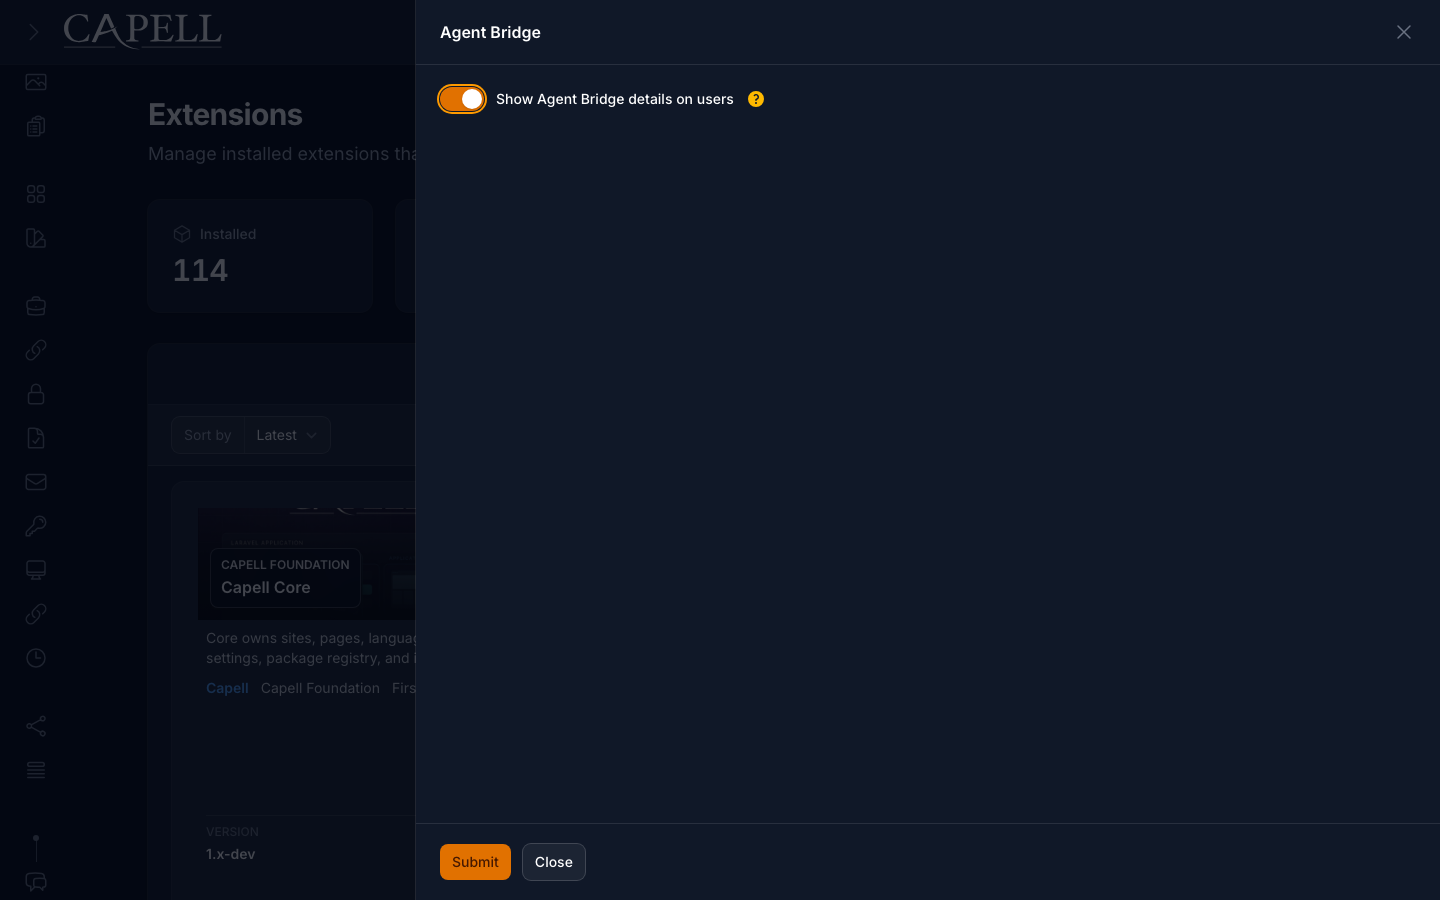 CAPELL
Agent Bridge
Show Agent Bridge details on users ?
Extensions
Manage installed extensions tha
Installed
114
Sort by Latest
CAPELL FOUNDATION
Capell Core
Core owns sites, pages, languag
settings, package registry, and i
Capell Capell Foundation Firs
VERSION
1.x-dev
Submit Close